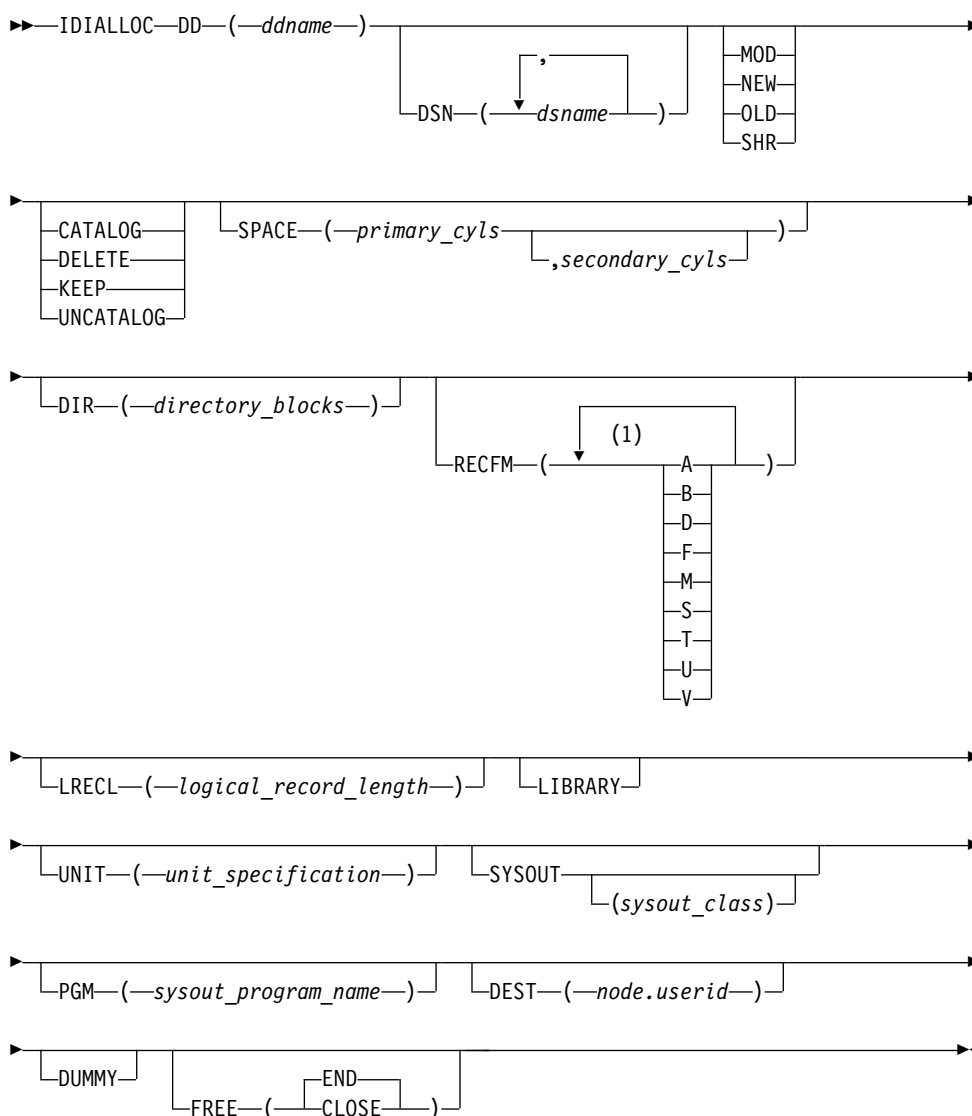 IDIALLOC DD ( ddname )
DSN ( dsname , )
MOD
NEW
OLD
SHR
CATALOG
DELETE
KEEP
UNCATALOG
SPACE ( primary_cyls ,secondary_cyls )
DIR ( directory_blocks )
RECFM ( (1) A )
B
D
F
M
S
T
U
V
LRECL ( logical_record_length )
LIBRARY
UNIT ( unit_specification )
SYSOUT
(sysout_class)
PGM ( sysout_program_name )
DEST ( node.userid )
DUMMY
END
FREE ( CLOSE )